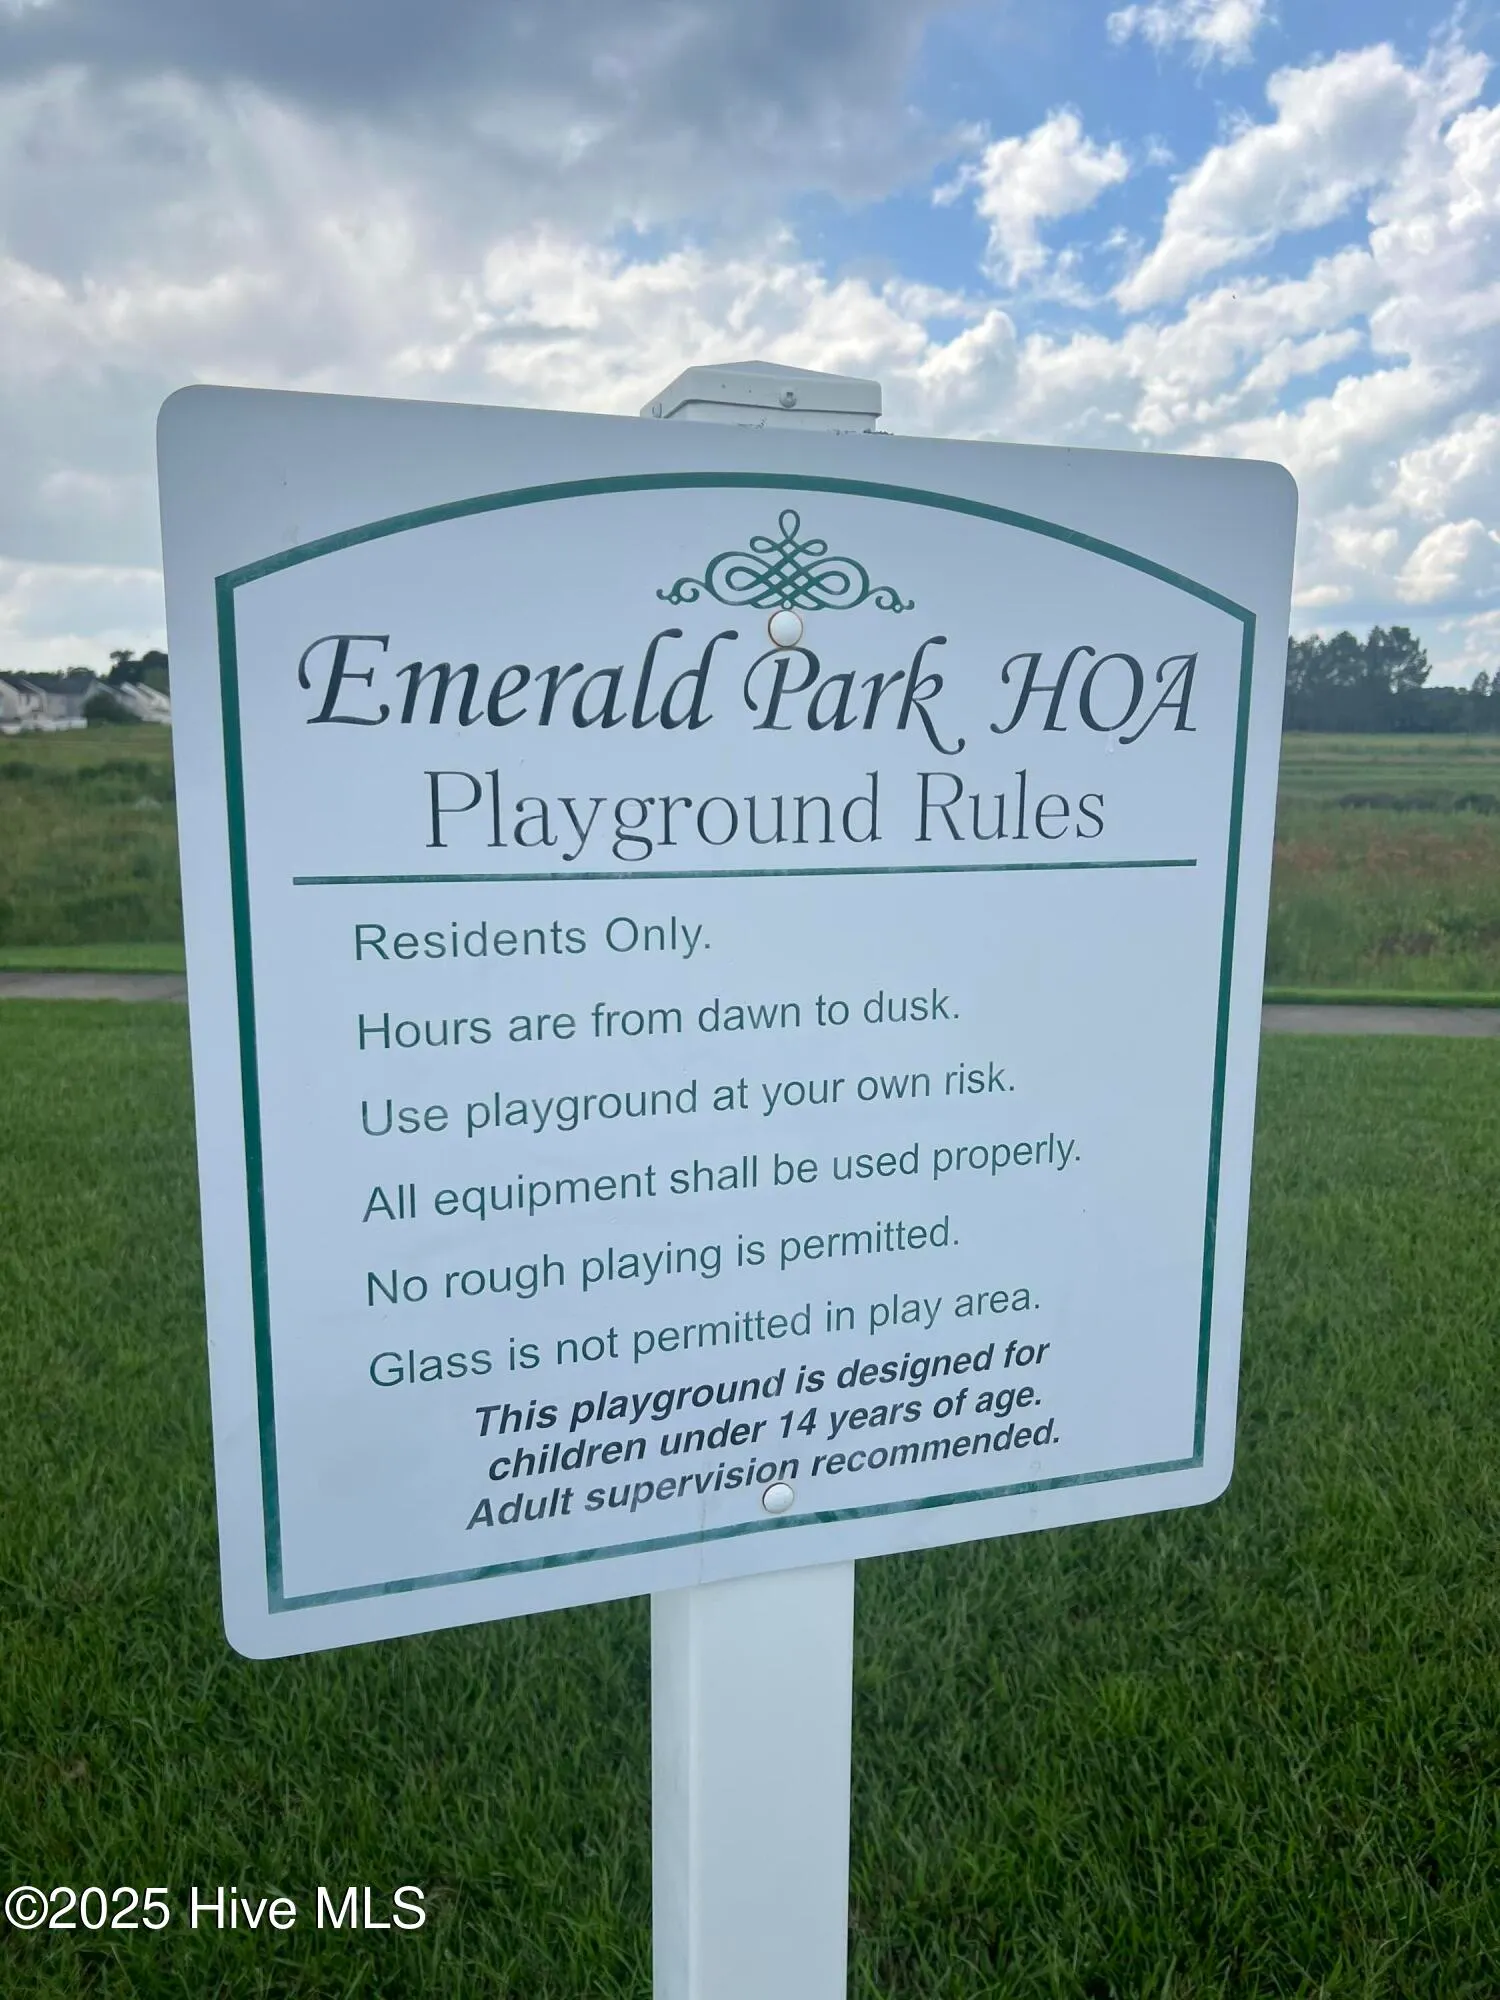 Emerald Park HOA
Playground Rules
Residents Only.
Hours are from dawn to dusk.
Use playground at your own risk.
All equipment shall be used properly.
No rough playing is permitted.
Glass is not permitted in play area.
This playground is designed for
children under 14 years of age.
Adult supervision recommended.
©2025 Hive MLS